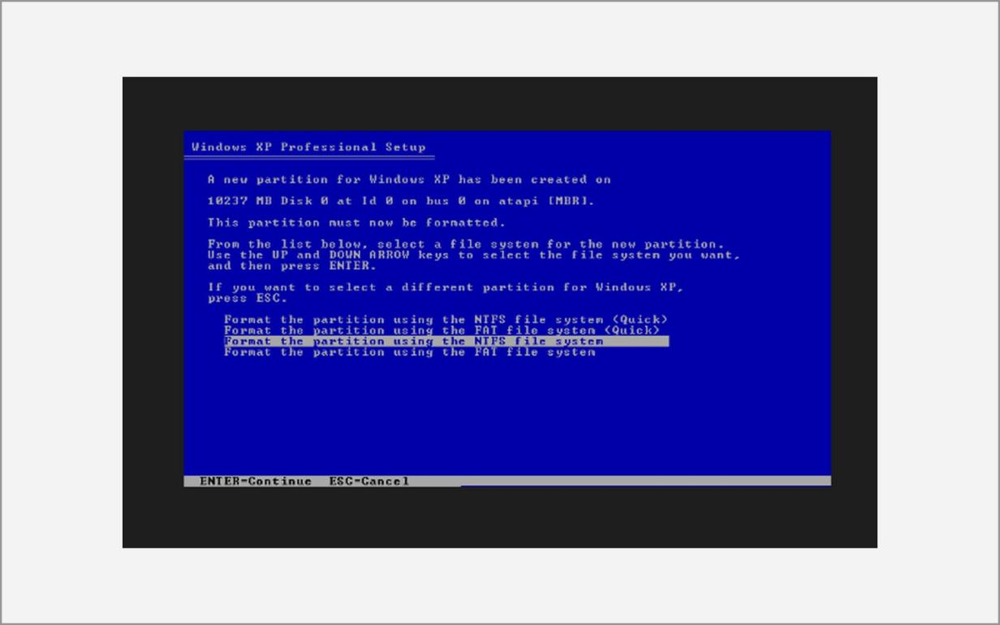 Windows XP Professional Setup
A new partition for Windows XP has been created on
10237 MB Disk 0 at Id 0 on bus 0 on atapi [MBR].
This partition must now be formatted.
From the list below, select a file system for the new partition.
Use the UP and DOWN ARROW keys to select the file system you want,
and then press ENTER.
If you want to select a different partition for Windows XP,
press ESC.
Format the partition using the NTFS file system (Quick)
Format the partition using the FAT file system (Quick)
Format the partition using the NTFS file system
Format the partition using the FAT file system
ENTER=Continue ESC=Cancel